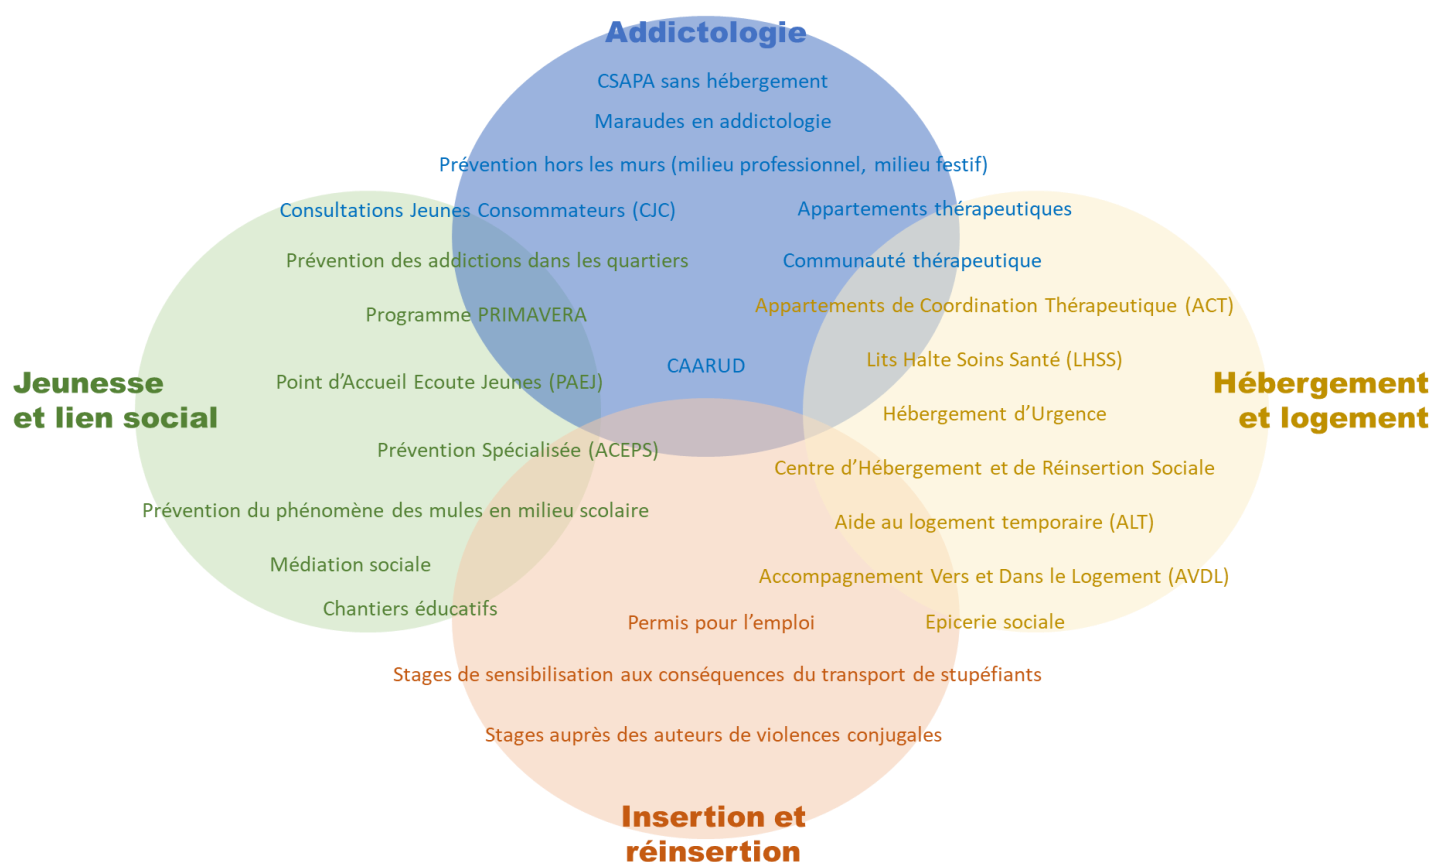 Addictologie
CSAPA sans hébergement
Maraudes en addictologie
Prévention hors les murs (milieu professionnel, milieu festif)
Consultations Jeunes Consommateurs (CJC)
Appartements thérapeutiques
Prévention des addictions dans les quartiers
Communauté thérapeutique
Appartements de Coordination Thérapeutique (ACT)
Programme PRIMAVERA
Lits Halte Soins Santé (LHSS)
CAARUD
Jeunesse
et lien social
Point d’Accueil Ecoute Jeunes (PAEJ)
Hébergement
et logement
Hébergement d’Urgence
Prévention Spécialisée (ACEPS)
Centre d’Hébergement et de Réinsertion Sociale
Prévention du phénomène des mules en milieu scolaire
Aide au logement temporaire (ALT)
Médiation sociale
Accompagnement Vers et Dans le Logement (AVDL)
Chantiers éducatifs
Permis pour l’emploi
Epicerie sociale
Stages de sensibilisation aux conséquences du transport de stupéfiants
Stages auprès des auteurs de violences conjugales
Insertion et
réinsertion